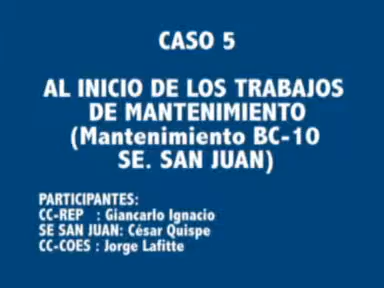 CASO 5
AL INICIO DE LOS TRABAJOS
DE MANTENIMIENTO
(Mantenimiento BC-10
SE. SAN JUAN)
PARTICIPANTES:
CC-REP : Giancarlo Ignacio
SE SAN JUAN: César Quispe
CC-COES : Jorge Lafitte